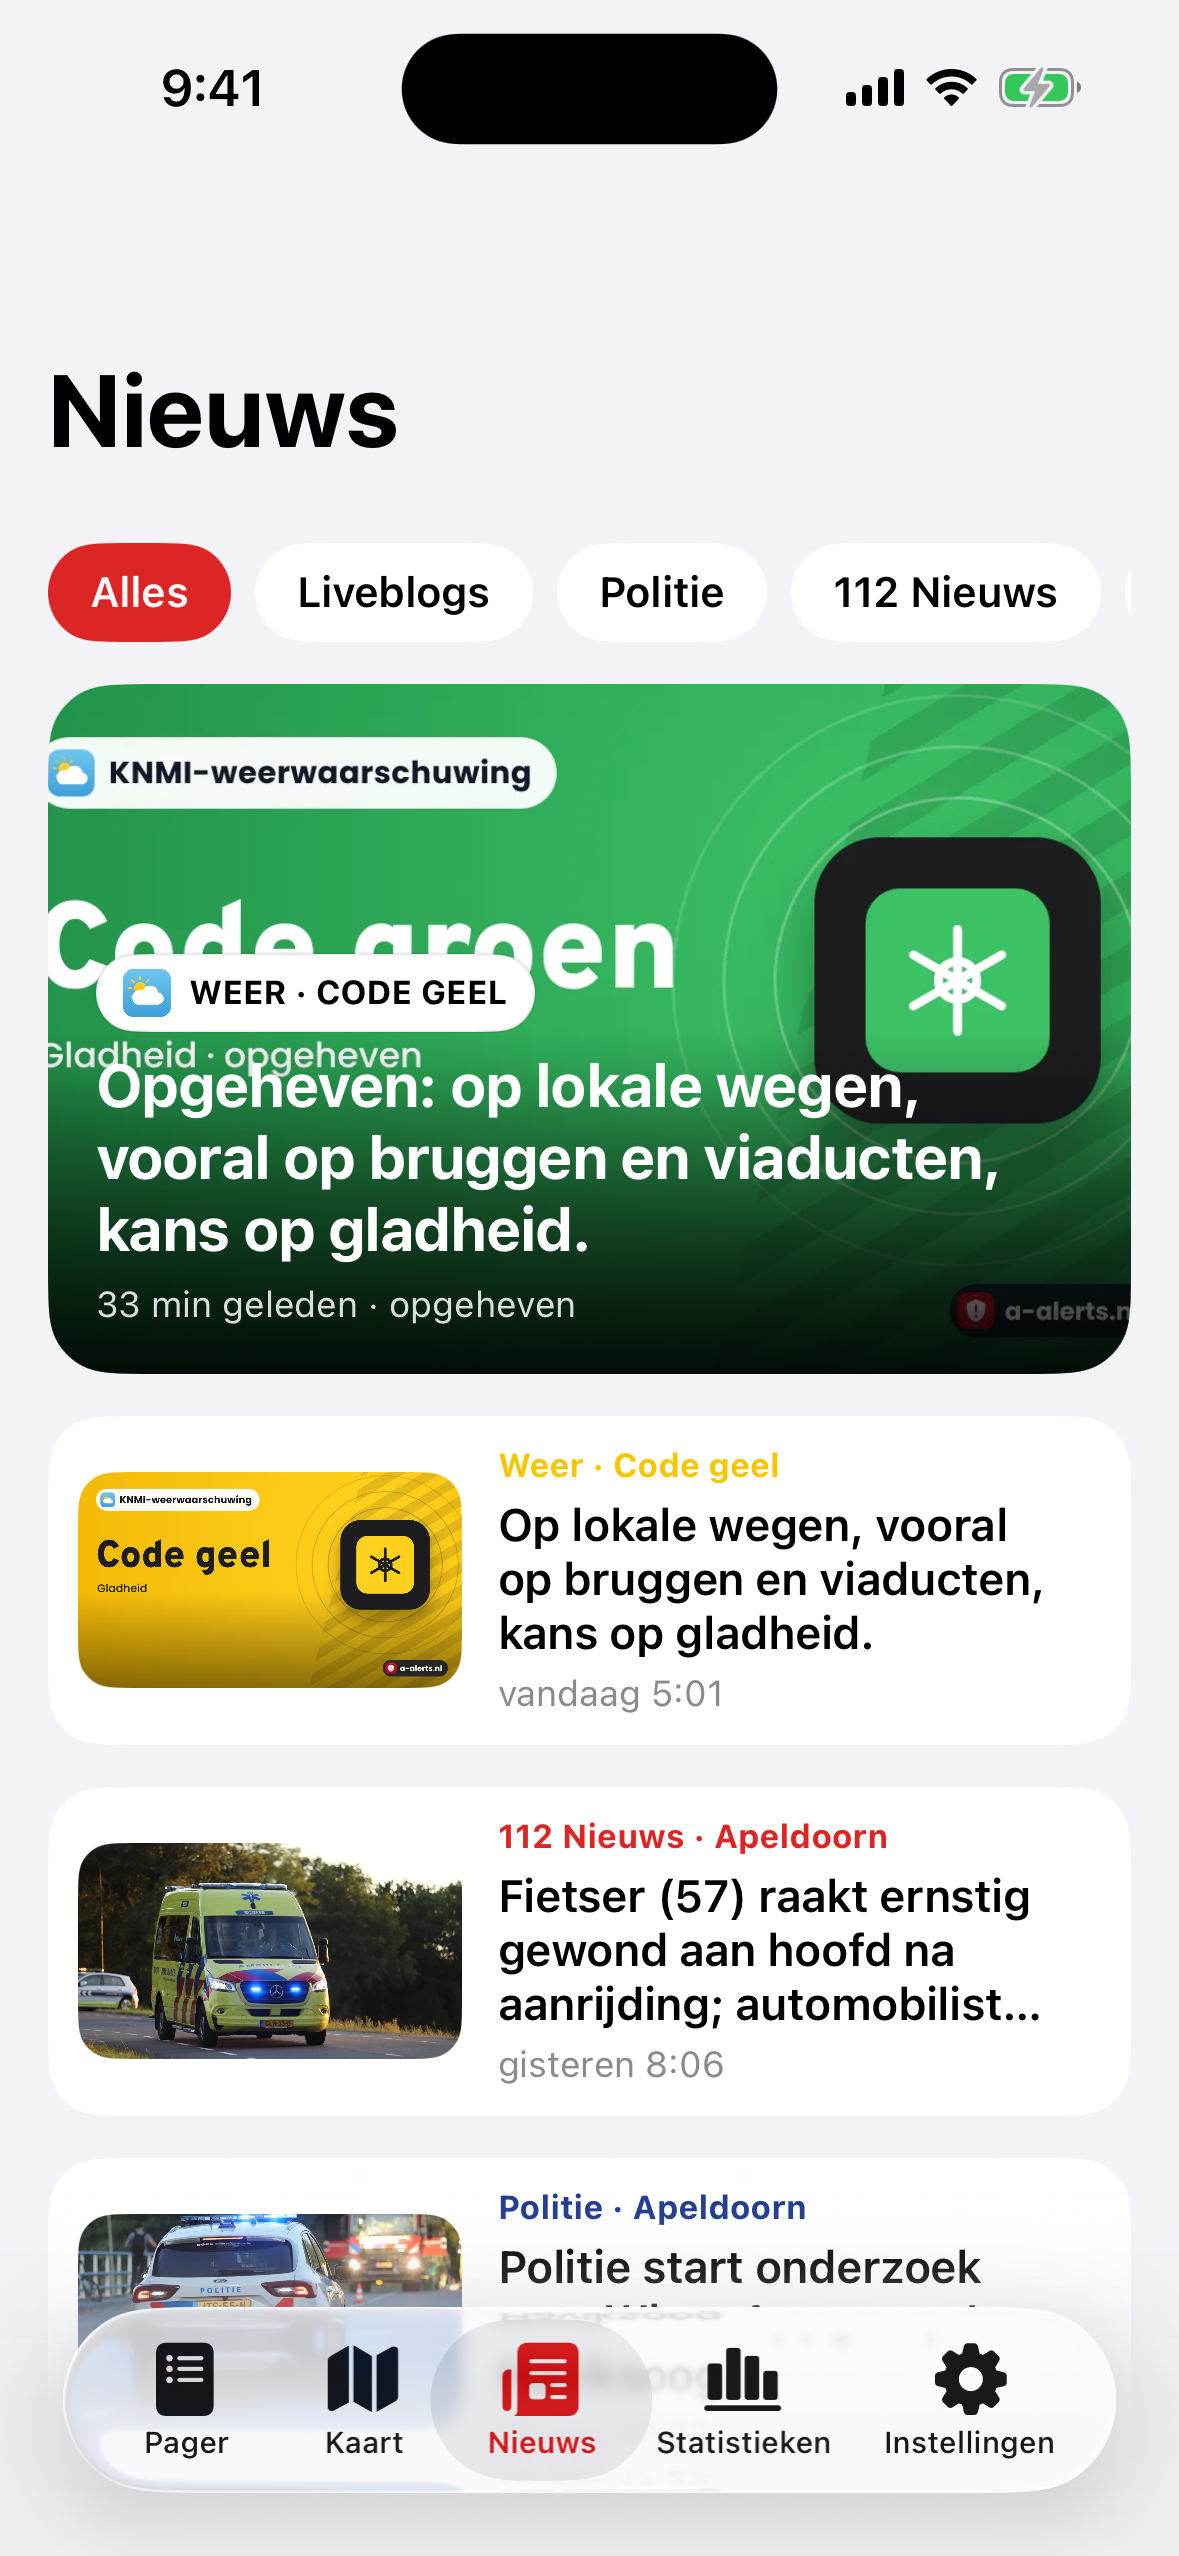 9:41
Nieuws
Alles
Liveblogs
Politie
112 Nieuws
KNMI-weerwaarschuwing
Code groen
WEER · CODE GEEL
Gladheid · opgeheven
Opgeheven: op lokale wegen,
vooral op bruggen en viaducten,
kans op gladheid.
33 min geleden · opgeheven
a-alerts.n
Weer · Code geel
KNMI-weerwaarschuwing
Code geel
Gladheid
a-alerts.nl
Op lokale wegen, vooral
op bruggen en viaducten,
kans op gladheid.
vandaag 5:01
112 Nieuws · Apeldoorn
Fietser (57) raakt ernstig
gewond aan hoofd na
aanrijding; automobilist...
gisteren 8:06
Politie · Apeldoorn
POLITIE
Politie start onderzoek
Pager
Kaart
Nieuws
Statistieken
Instellingen